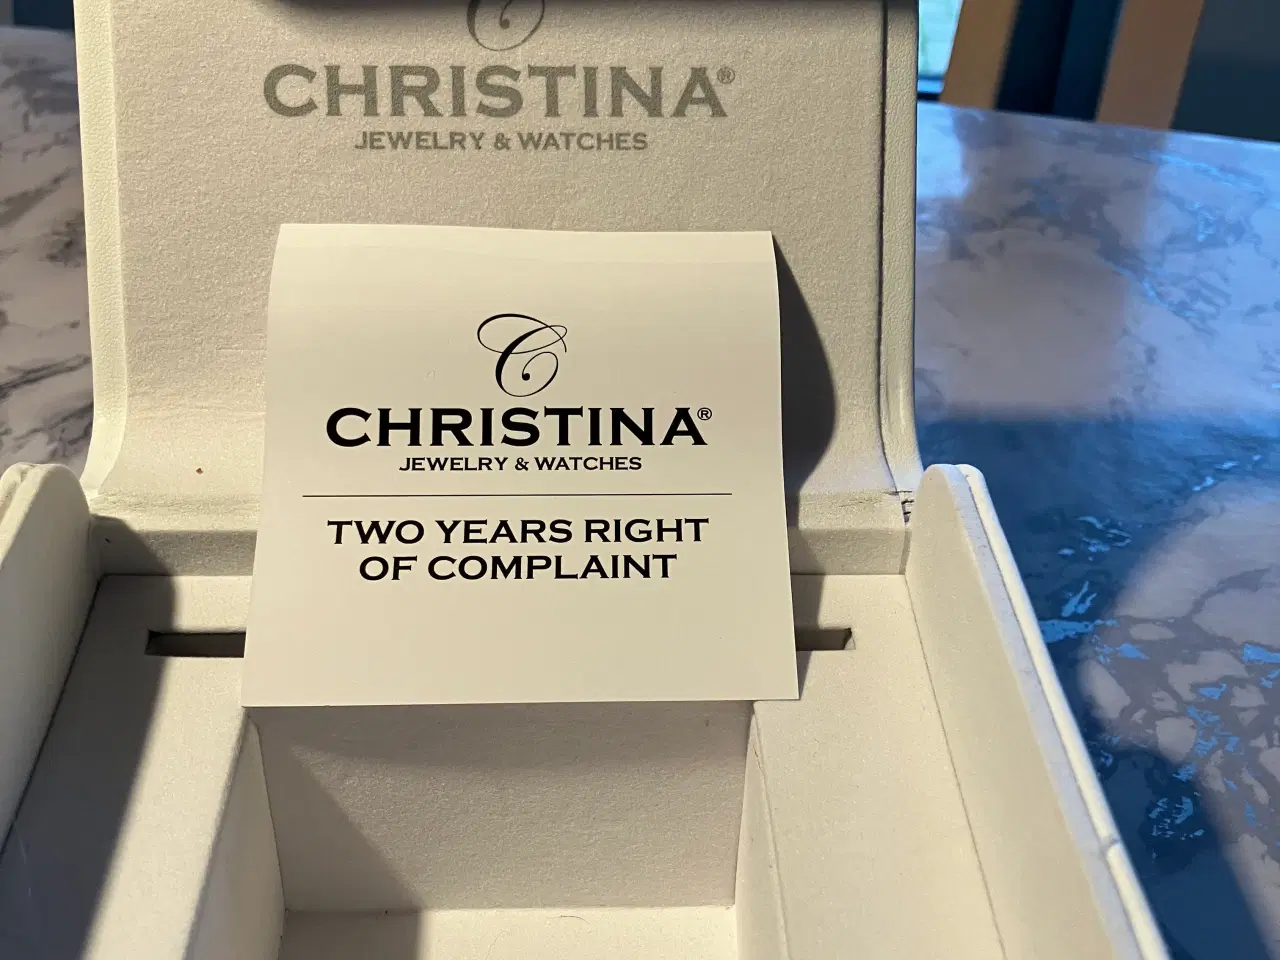 CHRISTINA®
JEWELRY & WATCHES
C
CHRISTINA®
JEWELRY & WATCHES
TWO YEARS RIGHT
OF COMPLAINT